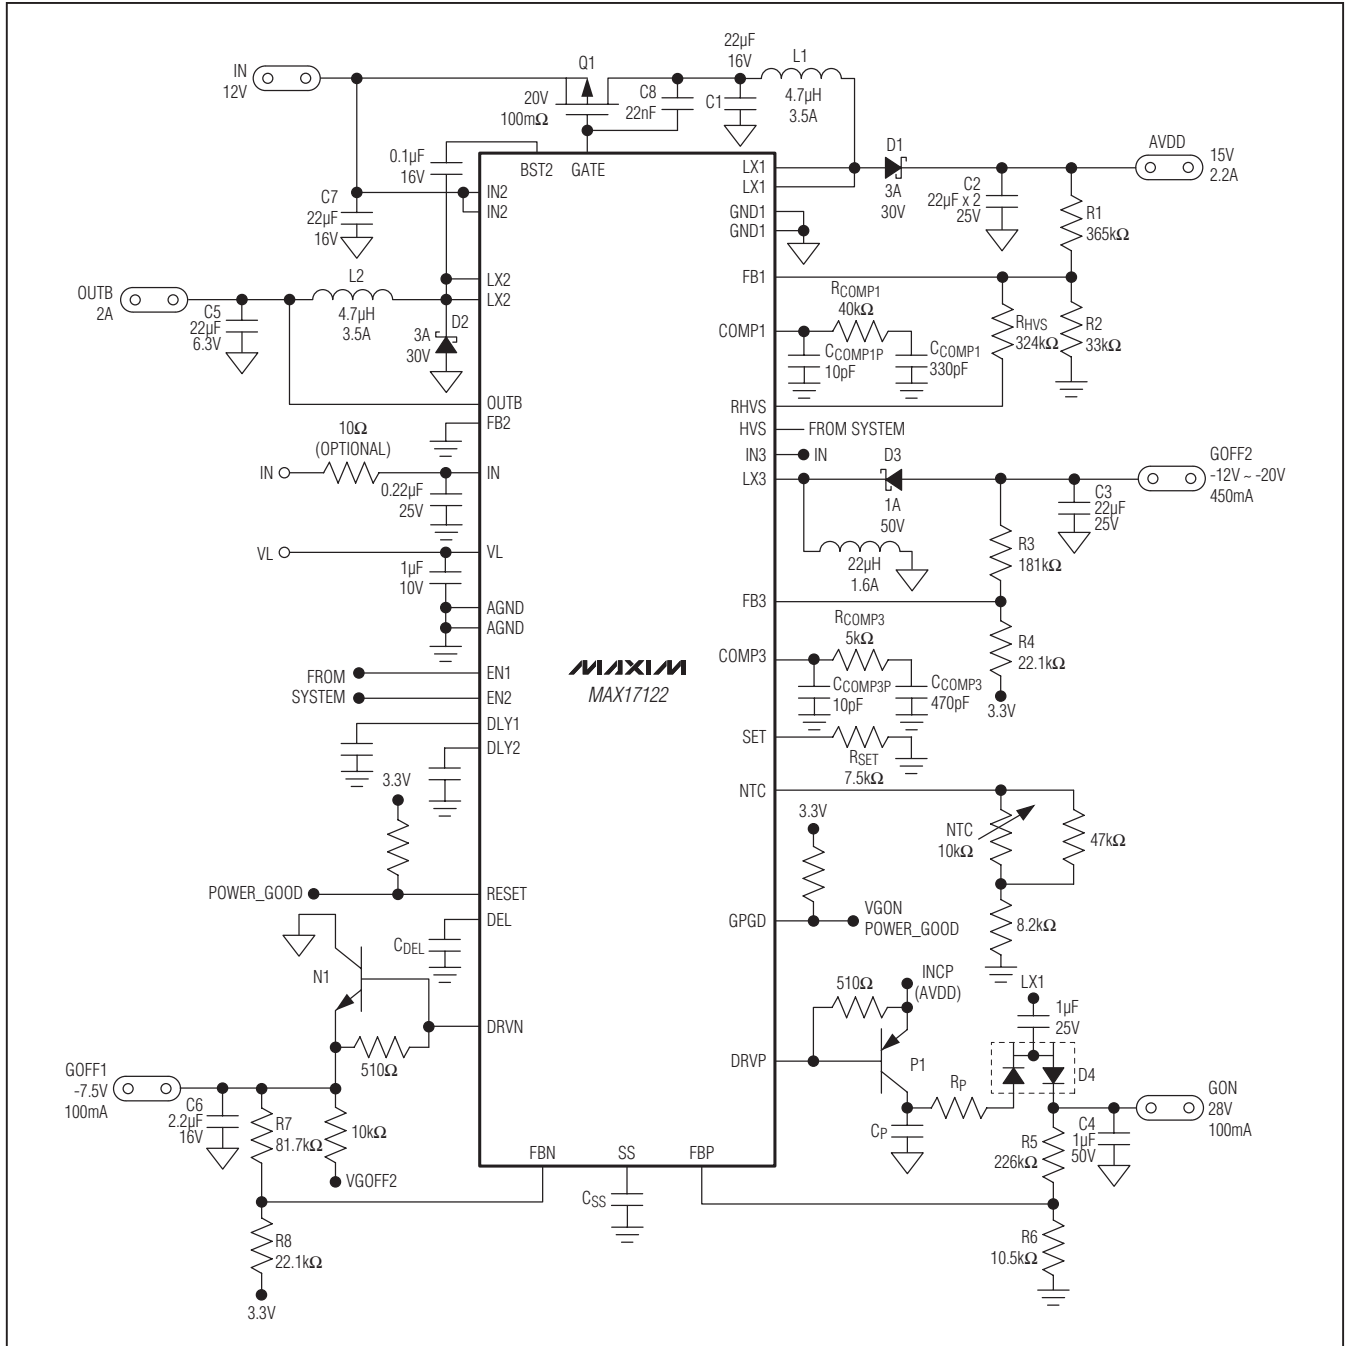 IN
12V
Q1
20V
100mΩ
C8
22nF
22µF
16V
C1
L1
4.7µH
3.5A
0.1µF
16V
BST2
GATE
C7
22µF
16V
IN2
IN2
LX1
LX1
GND1
GND1
D1
3A
30V
C2
22µF x 2
25V
AVDD
15V
2.2A
R1
365kΩ
OUTB
2A
C5
22µF
6.3V
L2
4.7µH
3.5A
LX2
LX2
D2
3A
30V
FB1
RCOMP1
40kΩ
COMP1
CCOMP1P
10pF
CCOMP1
330pF
RHVS
324kΩ
R2
33kΩ
OUTB
FB2
RHVS
HVS
FROM SYSTEM
10Ω
(OPTIONAL)
IN
IN
0.22µF
25V
IN3
IN
LX3
D3
1A
50V
GOFF2
-12V ~ -20V
450mA
C3
22µF
25V
22µH
1.6A
R3
181kΩ
VL
VL
1µF
10V
AGND
AGND
FB3
RCOMP3
5kΩ
COMP3
CCOMP3P
10pF
CCOMP3
470pF
R4
22.1kΩ
3.3V
MAXIM
MAX17122
FROM
SYSTEM
EN1
EN2
DLY1
DLY2
SET
RSET
7.5kΩ
3.3V
POWER_GOOD
RESET
DEL
CDEL
NTC
NTC
10kΩ
47kΩ
8.2kΩ
3.3V
GPGD
VGON
POWER_GOOD
N1
DRVN
510Ω
GOFF1
-7.5V
100mA
C6
2.2µF
16V
R7
81.7kΩ
10kΩ
VGOFF2
R8
22.1kΩ
3.3V
510Ω
INCP
(AVDD)
LX1
1µF
25V
DRVP
P1
RP
CP
D4
GON
28V
100mA
C4
1µF
50V
R5
226kΩ
R6
10.5kΩ
FBN
SS
FBP
CSS